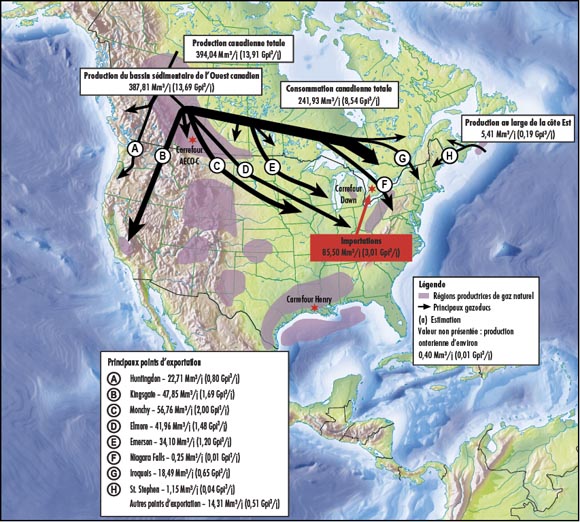 Production canadienne totale
394,04 Mm³/j (13,91 Gpi³/j)
Production du bassin sédimentaire de l'Ouest canadien
387,81 Mm³/j (13,69 Gpi³/j)
Consommation canadienne totale
241,93 Mm³/j (8,54 Gpi³/j)
Production au large de la côte Est
5,41 Mm³/j (0,19 Gpi³/j)
A
B
C
D
E
F
G
H
Carrefour
AECO-C
Carrefour
Dawn
Importations
85,50 Mm³/j (3,01 Gpi³/j)
Carrefour Henry
Légende
Régions productrices de gaz naturel
Principaux gazoducs
(e) Estimation
Valeur non présentée : production
ontarienne d'environ
0,40 Mm³/j (0,01 Gpi³/j)
Principaux points d'exportation
A Huntingdon – 22,71 Mm³/j (0,80 Gpi³/j)
B Kingsgate – 47,85 Mm³/j (1,69 Gpi³/j)
C Monchy – 56,76 Mm³/j (2,00 Gpi³/j)
D Elmore – 41,96 Mm³/j (1,48 Gpi³/j)
E Emerson – 34,10 Mm³/j (1,20 Gpi³/j)
F Niagara Falls – 0,25 Mm³/j (0,01 Gpi³/j)
G Iroquois – 18,49 Mm³/j (0,65 Gpi³/j)
H St. Stephen – 1,15 Mm³/j (0,04 Gpi³/j)
Autres points d'exportation – 14,31 Mm³/j (0,51 Gpi³/j)